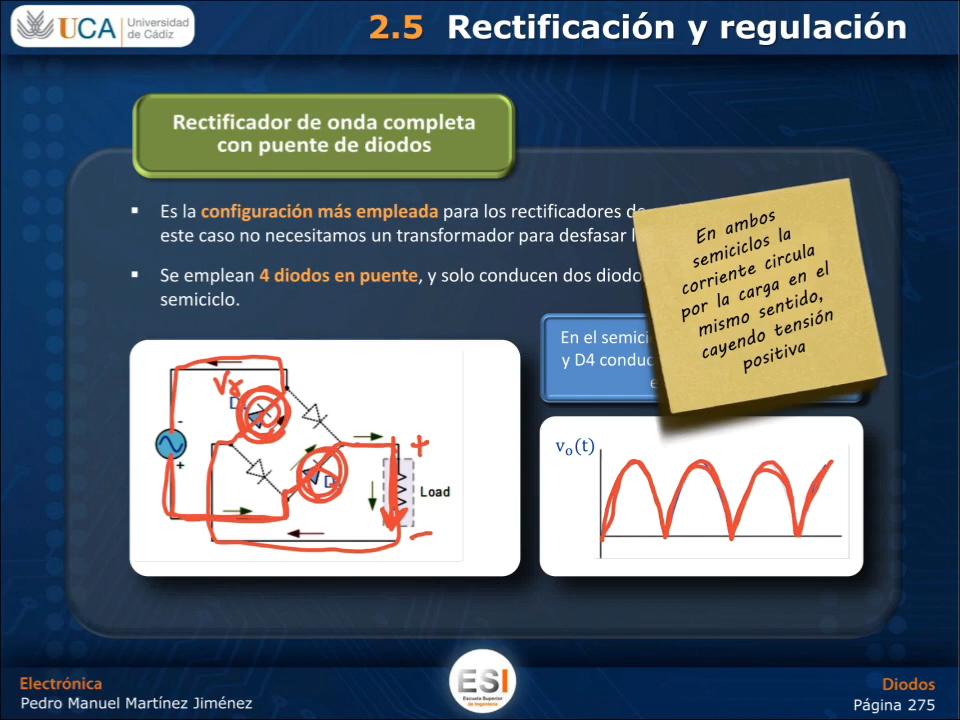 UCA
Universidad
de Cádiz
2.5 Rectificación y regulación
Rectificador de onda completa
con puente de diodos
▪ Es la configuración más empleada para los rectificadores
este caso no necesitamos un transformador para desfasar
▪ Se emplean 4 diodos en puente, y solo conducen dos
semiciclo.
En ambos
semiciclos la
corriente circula
por la carga en el
mismo sentido,
cayendo tensión
positiva
En el
y D4
Vγ
-
+
+
Load
-
vo(t)
Electrónica
Pedro Manuel Martínez Jiménez
ESI
Escuela Superior
de Ingeniería
Diodos
Página 275